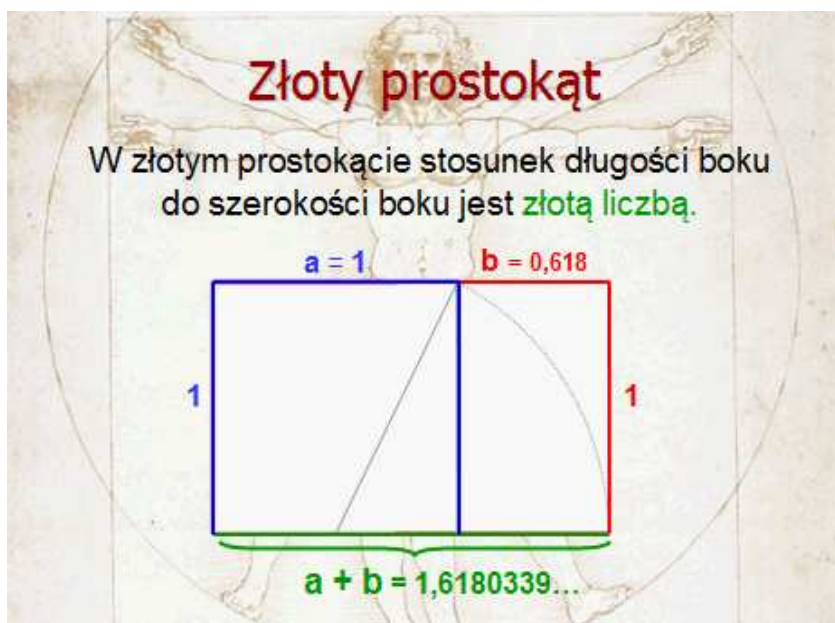 Złoty prostokąt
W złotym prostokącie stosunek długości boku
do szerokości boku jest złotą liczbą.
a = 1 b = 0,618
1 1
a + b = 1,6180339...